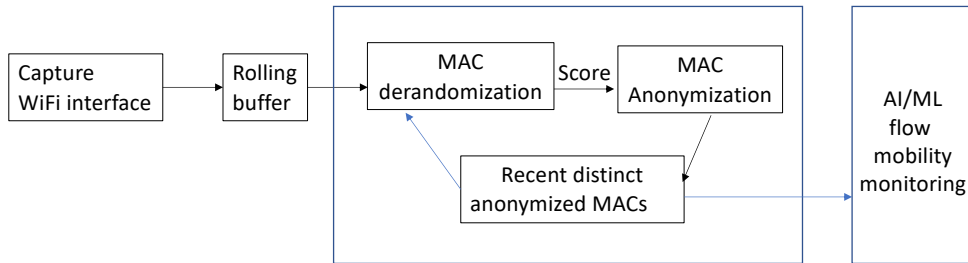 Capture
WiFi interface
Rolling
buffer
MAC
derandomization
Score
MAC
Anonymization
Recent distinct
anonymized MACs
AI/ML
flow
mobility
monitoring